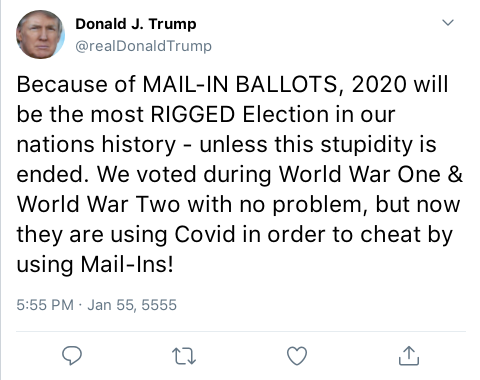 Donald J. Trump
@realDonaldTrump
Because of MAIL-IN BALLOTS, 2020 will
be the most RIGGED Election in our
nations history - unless this stupidity is
ended. We voted during World War One &
World War Two with no problem, but now
they are using Covid in order to cheat by
using Mail-Ins!
5:55 PM · Jan 55, 5555